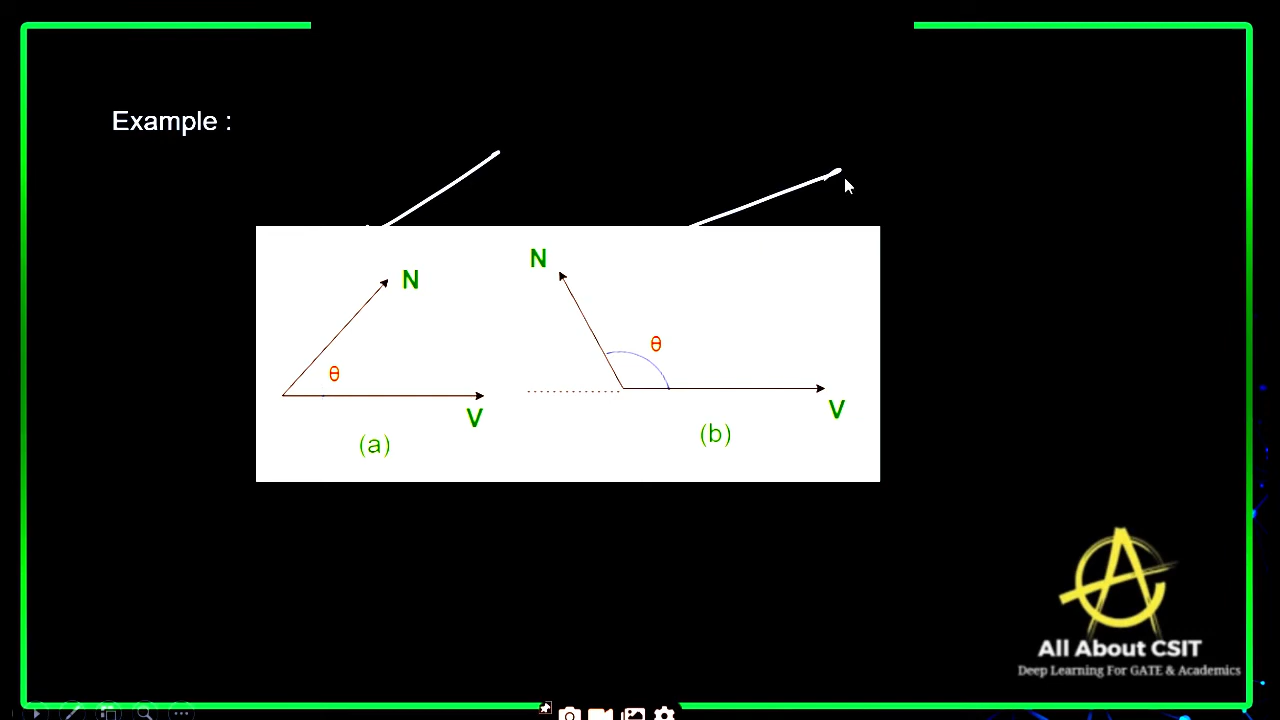 Example :
N
θ
V
(a)
N
θ
V
(b)
All About CSIT
Deep Learning For GATE & Academics